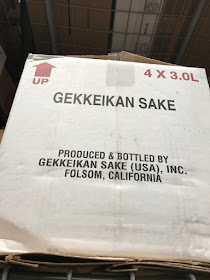 UP
4 X 3.0L
GEKKEIKAN SAKE
PRODUCED & BOTTLED BY
GEKKEIKAN SAKE (USA), INC.
FOLSOM, CALIFORNIA